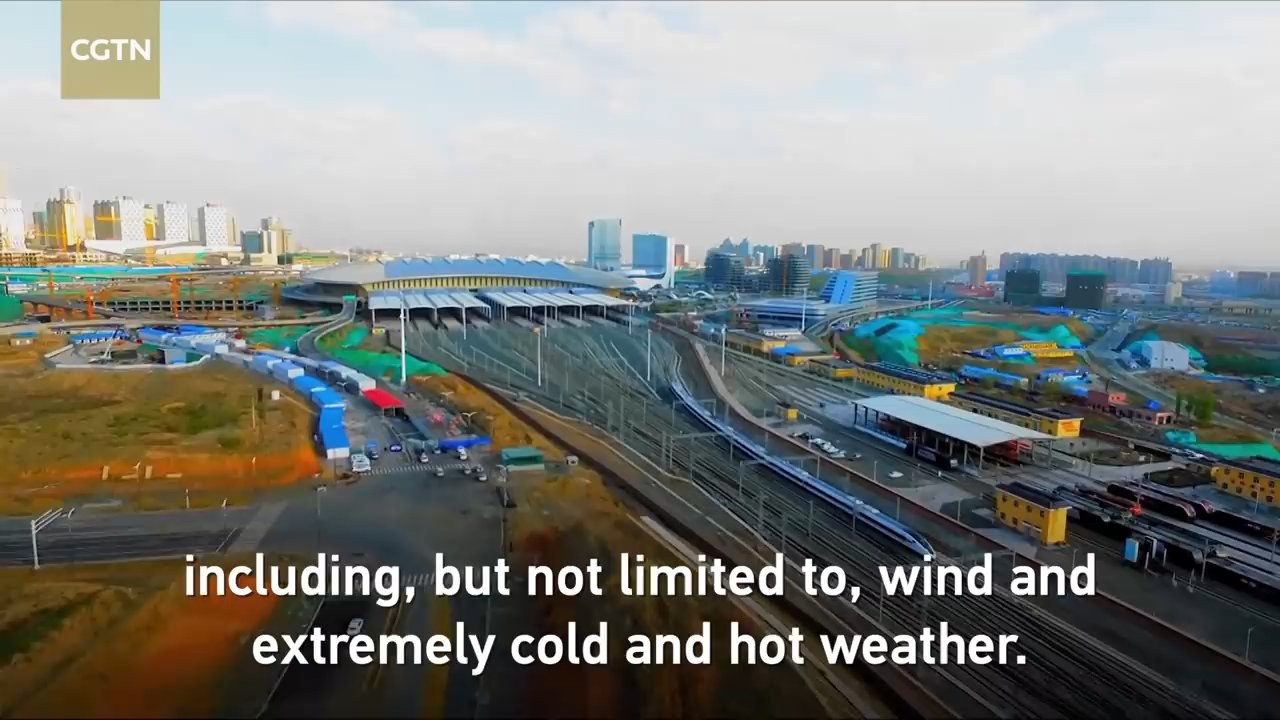 CGTN
including, but not limited to, wind and
extremely cold and hot weather.